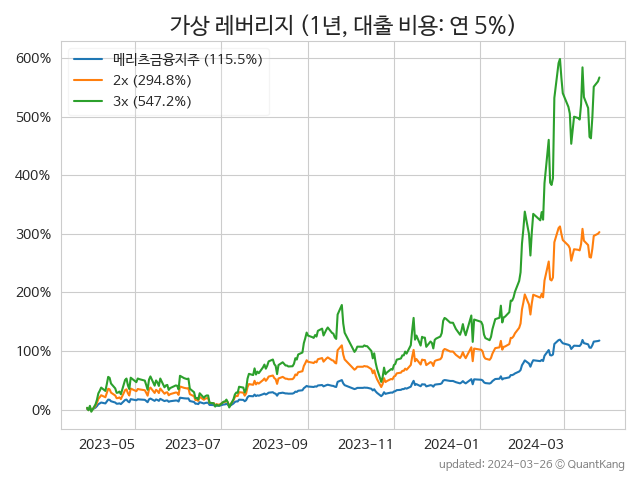 가상 레버리지 (1년, 대출 비용: 연 5%)
메리츠금융지주 (115.5%)
2x (294.8%)
3x (547.2%)
600%
500%
400%
300%
200%
100%
0%
2023-05 2023-07 2023-09 2023-11 2024-01 2024-03
updated: 2024-03-26 © QuantKang